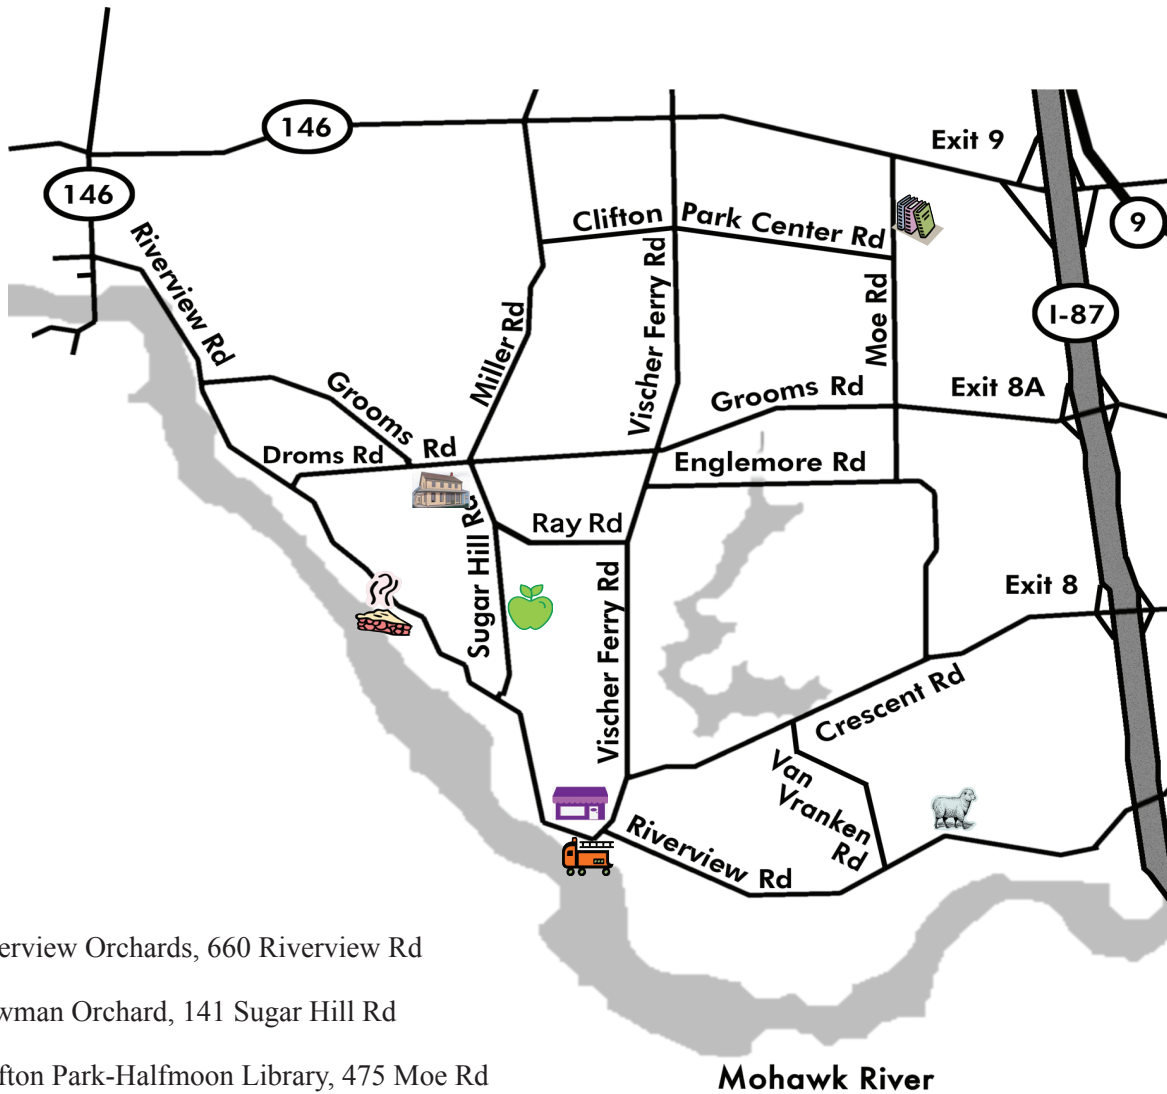 146
Exit 9
146
9
Clifton Park Center Rd
Riverview Rd
Vischer Ferry Rd
Moe Rd
I-87
Miller Rd
Grooms Rd
Grooms Rd
Exit 8A
Droms Rd
Englemore Rd
Sugar Hill Rd
Ray Rd
Vischer Ferry Rd
Exit 8
Crescent Rd
Van
Vranken
Rd
Riverview Rd
erview Orchards, 660 Riverview Rd
wman Orchard, 141 Sugar Hill Rd
fton Park-Halfmoon Library, 475 Moe Rd
Mohawk River